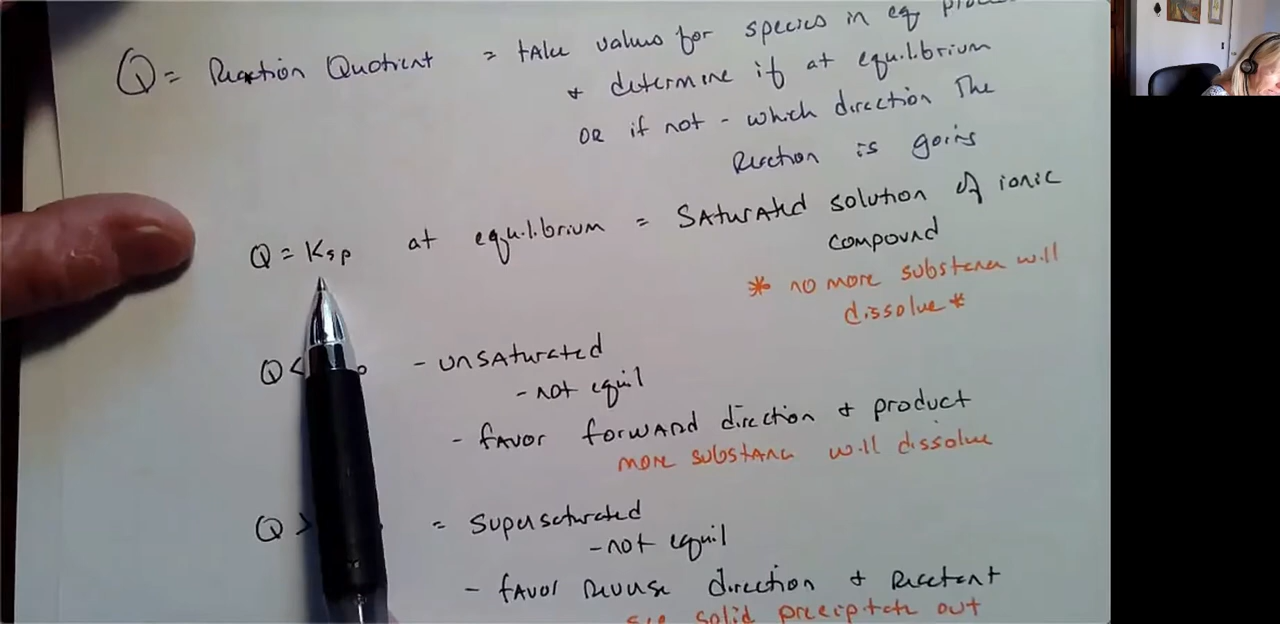 Q = Reaction Quotient = take values for species in eq
+ determine if at equilibrium
OR if not - which direction The
Reaction is going
Q = Ksp at equilibrium = SAturAted solution of ionic
compound
* no more substance will
dissolve *
Q < - unsAturated
- not equil
- fAvor forwArd direction + product
more substance will dissolve
Q > = Supersaturated
- not equil
- fAvor Reverse direction + Reactant
solid precipitate out